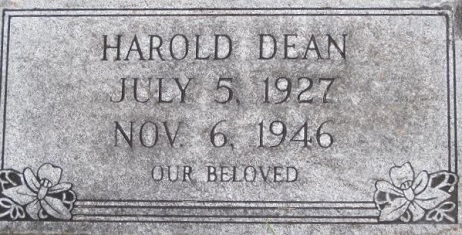 HAROLD DEAN
JULY 5, 1927
NOV. 6, 1946
OUR BELOVED